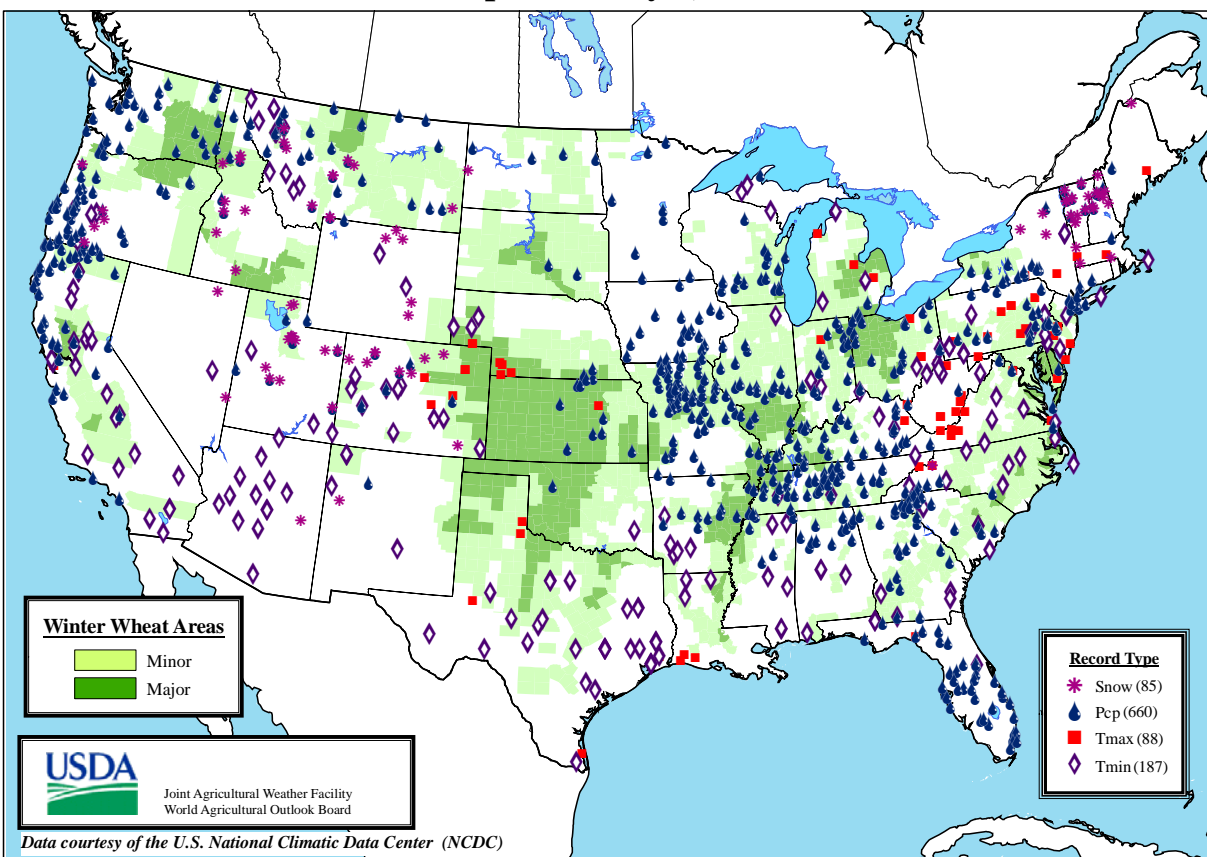 Winter Wheat Areas
Minor
Major
Record Type
Snow (85)
Pcp (660)
Tmax (88)
Tmin (187)
USDA
Joint Agricultural Weather Facility
World Agricultural Outlook Board
Data courtesy of the U.S. National Climatic Data Center (NCDC)